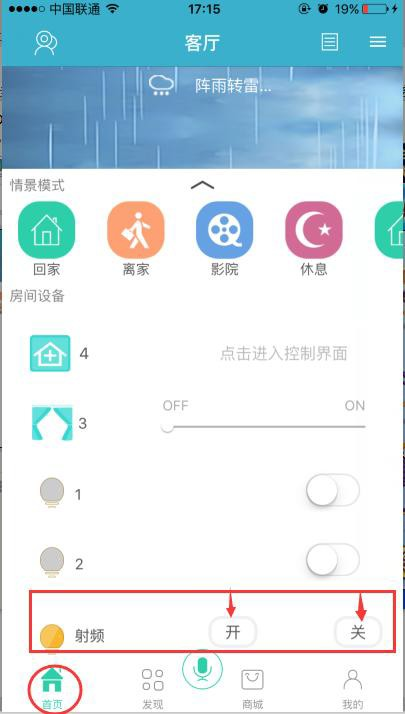 中国联通 17:15 19%
客厅
阵雨转雷...
情景模式
回家 离家 影院 休息
房间设备
4 点击进入控制界面
OFF ON
3
1
2
射频 开 关
首页 发现 商城 我的